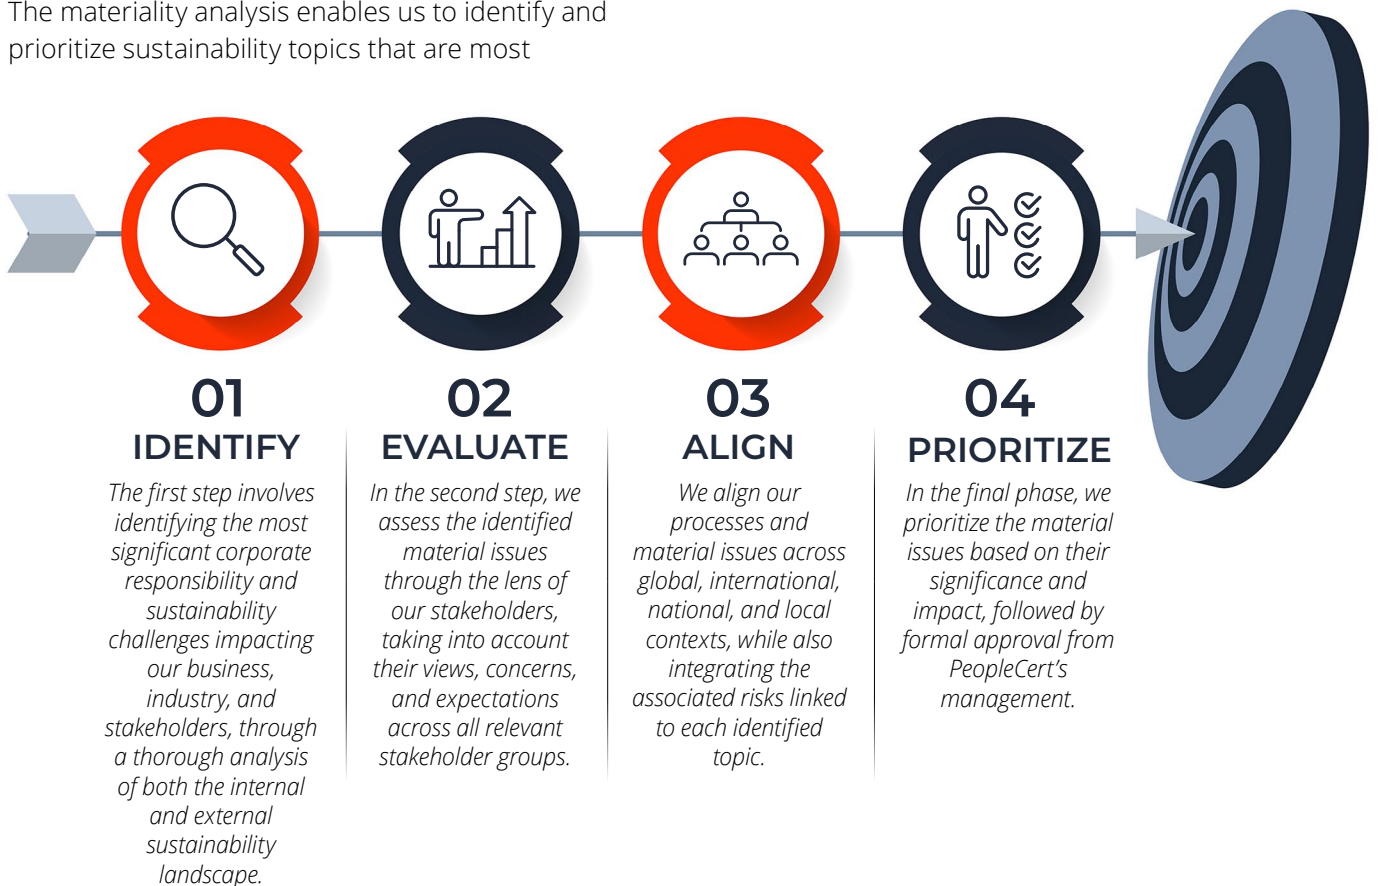 The materiality analysis enables us to identify and
prioritize sustainability topics that are most
01
IDENTIFY
The first step involves
identifying the most
significant corporate
responsibility and
sustainability
challenges impacting
our business,
industry, and
stakeholders, through
a thorough analysis
of both the internal
and external
sustainability
landscape.
02
EVALUATE
In the second step, we
assess the identified
material issues
through the lens of
our stakeholders,
taking into account
their views, concerns,
and expectations
across all relevant
stakeholder groups.
03
ALIGN
We align our
processes and
material issues across
global, international,
national, and local
contexts, while also
integrating the
associated risks linked
to each identified
topic.
04
PRIORITIZE
In the final phase, we
prioritize the material
issues based on their
significance and
impact, followed by
formal approval from
PeopleCert’s
management.